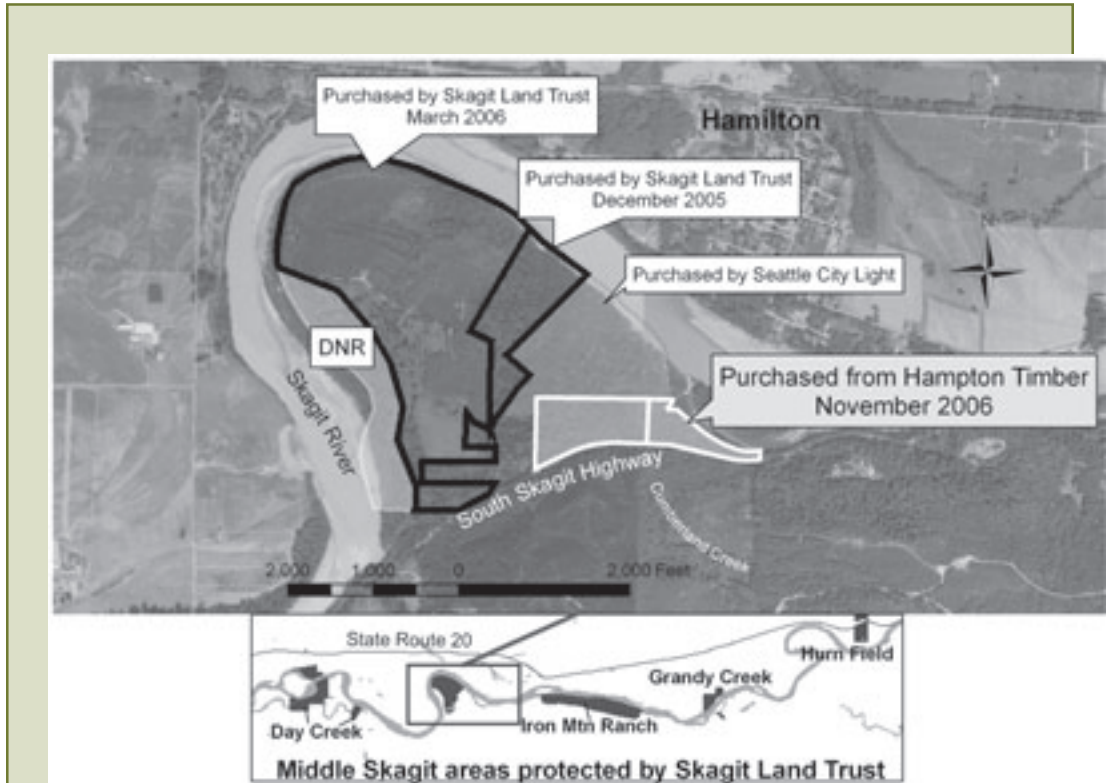 Purchased by Skagit Land Trust
March 2006
Hamilton
Purchased by Skagit Land Trust
December 2005
Purchased by Seattle City Light
DNR
Purchased from Hampton Timber
November 2006
Skagit River
South Skagit Highway
Cumberland Creek
2,000 1,000 0 2,000 Feet
State Route 20
Hurn Field
Grandy Creek
Iron Mtn Ranch
Day Creek
Middle Skagit areas protected by Skagit Land Trust